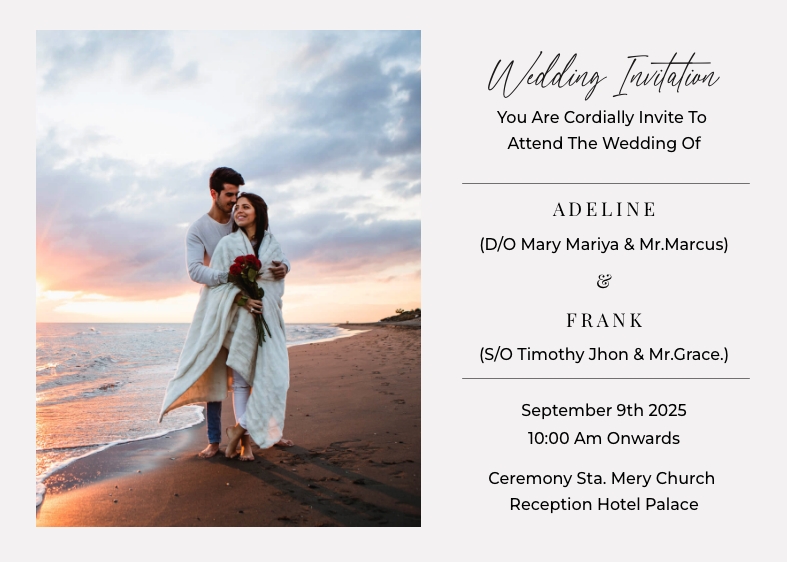 Wedding Invitation
You Are Cordially Invite To
Attend The Wedding Of
ADELINE
(D/O Mary Mariya & Mr.Marcus)
&
FRANK
(S/O Timothy Jhon & Mr.Grace.)
September 9th 2025
10:00 Am Onwards
Ceremony Sta. Mery Church
Reception Hotel Palace